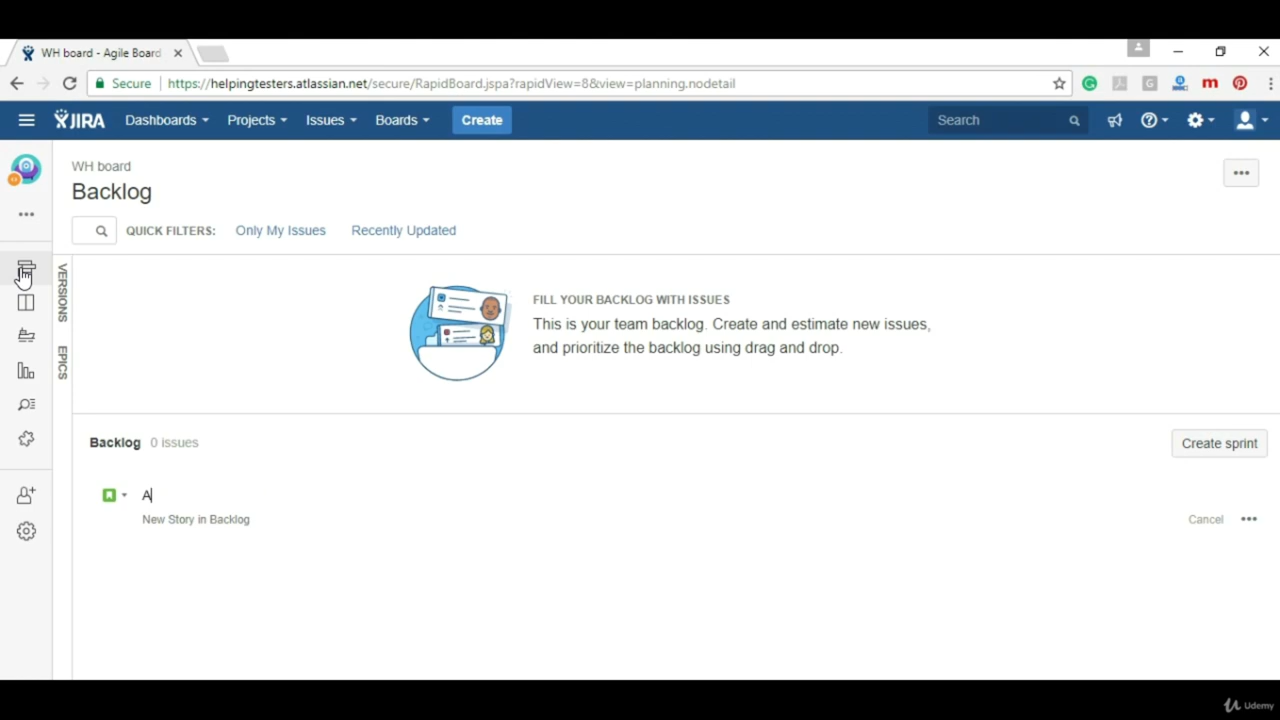 WH board - Agile Board
Secure https://helpingtesters.atlassian.net/secure/RapidBoard.jspa?rapidView=8&view=planning.nodetail
JIRA Dashboards Projects Issues Boards Create Search
WH board
Backlog
QUICK FILTERS: Only My Issues Recently Updated
VERSIONS
EPICS
FILL YOUR BACKLOG WITH ISSUES
This is your team backlog. Create and estimate new issues,
and prioritize the backlog using drag and drop.
Backlog 0 issues Create sprint
A
New Story in Backlog Cancel
Udemy